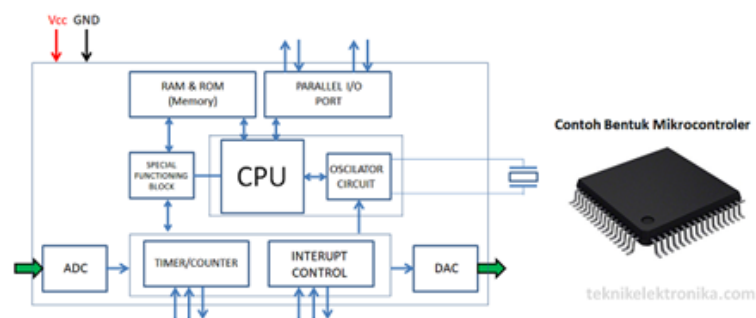 Vcc GND
RAM & ROM
(Memory)
PARALLEL I/O
PORT
SPECIAL
FUNCTIONING
BLOCK
CPU
OSCILATOR
CIRCUIT
ADC
TIMER/COUNTER
INTERUPT
CONTROL
DAC
Contoh Bentuk Mikrocontroler
teknikelektronika.com